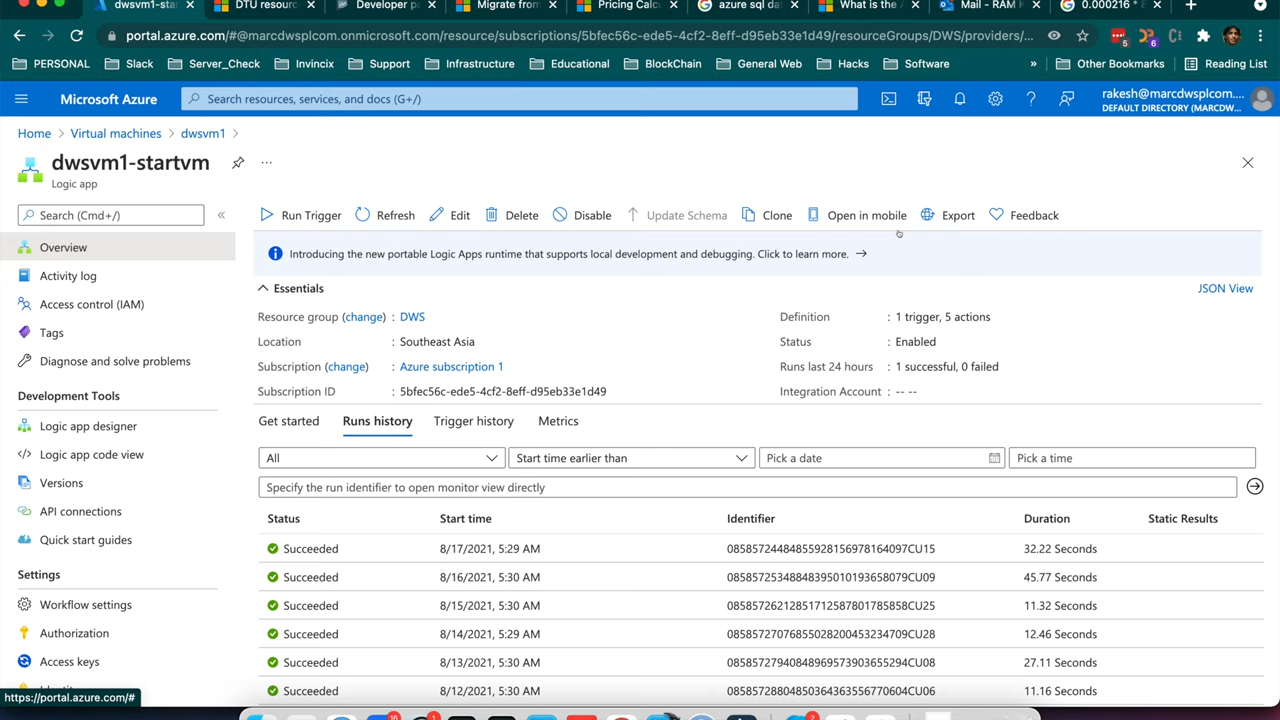 dwsvm1-star
DTU resour
Developer p
Migrate fron
Pricing Calcu
azure sql dat
What is the A
Mail - RAM K
0.000216 * 8
portal.azure.com/#@marcdwsplcom.onmicrosoft.com/resource/subscriptions/5bfec56c-ede5-4cf2-8eff-d95eb33e1d49/resourceGroups/DWS/providers/...
5
6
PERSONAL
Slack
Server_Check
Invincix
Support
Infrastructure
Educational
BlockChain
General Web
Hacks
Software
»
Other Bookmarks
Reading List
Microsoft Azure
Search resources, services, and docs (G+/)
rakesh@marcdwsplcom....
DEFAULT DIRECTORY (MARCDW...
Home > Virtual machines > dwsvm1 >
dwsvm1-startvm
...
Logic app
Search (Cmd+/)
«
Run Trigger
Refresh
Edit
Delete
Disable
Update Schema
Clone
Open in mobile
Export
Feedback
Overview
Activity log
Access control (IAM)
Tags
Diagnose and solve problems
Development Tools
Logic app designer
Logic app code view
Versions
API connections
Quick start guides
Settings
Workflow settings
Authorization
Access keys
https://portal.azure.com/#
Introducing the new portable Logic Apps runtime that supports local development and debugging. Click to learn more. →
Essentials
JSON View
Resource group (change) : DWS
Location : Southeast Asia
Subscription (change) : Azure subscription 1
Subscription ID : 5bfec56c-ede5-4cf2-8eff-d95eb33e1d49
Definition : 1 trigger, 5 actions
Status : Enabled
Runs last 24 hours : 1 successful, 0 failed
Integration Account : -- --
Get started
Runs history
Trigger history
Metrics
All
Start time earlier than
Pick a date
Pick a time
Specify the run identifier to open monitor view directly
Status Start time Identifier Duration Static Results
Succeeded 8/17/2021, 5:29 AM 08585724484855928156978164097CU15 32.22 Seconds
Succeeded 8/16/2021, 5:30 AM 08585725348848395010193658079CU09 45.77 Seconds
Succeeded 8/15/2021, 5:30 AM 08585726212851712587801785858CU25 11.32 Seconds
Succeeded 8/14/2021, 5:29 AM 08585727076855028200453234709CU28 12.46 Seconds
Succeeded 8/13/2021, 5:30 AM 08585727940848969573903655294CU08 27.11 Seconds
Succeeded 8/12/2021, 5:30 AM 08585728804850364363556770604CU06 11.16 Seconds